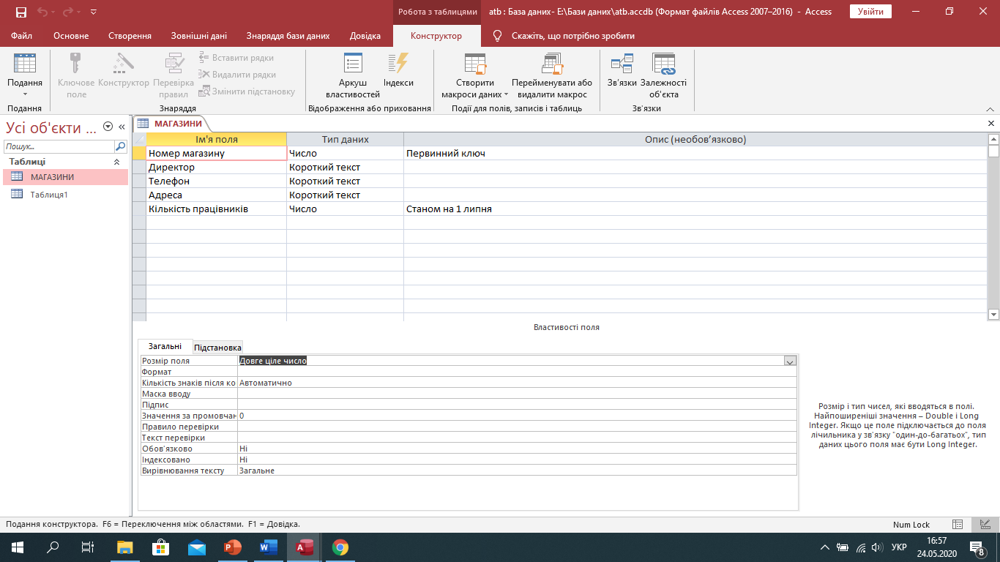 Робота з таблицями
atb : База даних- E:\Бази даних\atb.accdb (Формат файлів Access 2007–2016) - Access
Увійти
Файл Основне Створення Зовнішні дані Знаряддя бази даних Довідка Конструктор Скажіть, що потрібно зробити
Подання
Ключове поле
Конструктор
Перевірка правил
Вставити рядки
Видалити рядки
Змінити підстановку
Аркуш властивостей
Індекси
Створити макроси даних
Перейменувати або видалити макрос
Зв'язки
Залежності об'єкта
Подання Знаряддя Відображення або приховання Події для полів, записів і таблиць Зв'язки
Усі об'єкти ...
Пошук...
Таблиці
МАГАЗИНИ
Таблиця1
МАГАЗИНИ
Ім'я поля Тип даних Опис (необов'язково)
Номер магазину Число Первинний ключ
Директор Короткий текст
Телефон Короткий текст
Адреса Короткий текст
Кількість працівників Число Станом на 1 липня
Властивості поля
Загальні Підстановка
Розмір поля Довге ціле число
Формат
Кількість знаків після ко Автоматично
Маска вводу
Підпис
Значення за промовчан 0
Правило перевірки
Текст перевірки
Обов'язково Ні
Індексовано Ні
Вирівнювання тексту Загальне
Розмір і тип чисел, які вводяться в полі.
Найпоширеніші значення – Double і Long
Integer. Якщо це поле підключається до поля
лічильника у зв'язку "один-до-багатьох", тип
даних цього поля має бути Long Integer.
Подання конструктора. F6 = Переключення між областями. F1 = Довідка.
Num Lock
УКР
16:57
24.05.2020
8